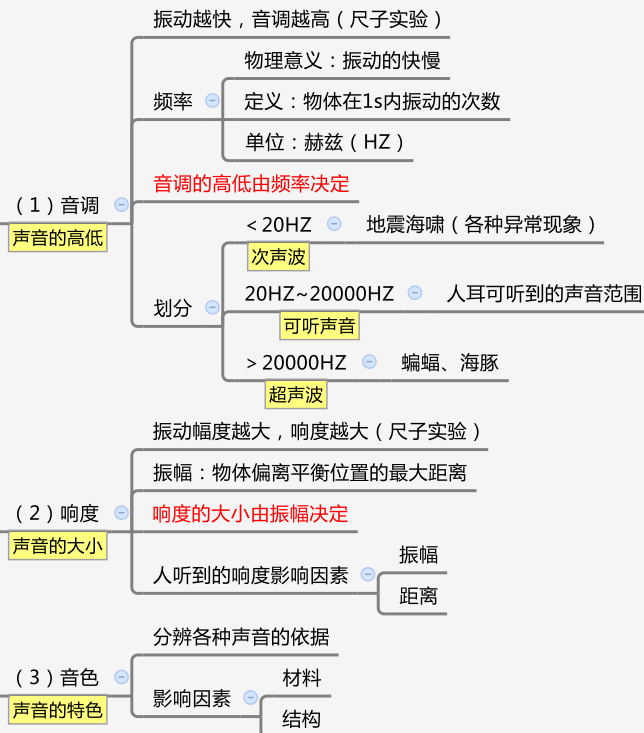 振动越快，音调越高（尺子实验）
物理意义：振动的快慢
频率
定义：物体在1s内振动的次数
单位：赫兹（HZ）
音调的高低由频率决定
（1）音调
声音的高低
＜20HZ
地震海啸（各种异常现象）
次声波
20HZ~20000HZ
人耳可听到的声音范围
划分
可听声音
＞20000HZ
蝙蝠、海豚
超声波
振动幅度越大，响度越大（尺子实验）
振幅：物体偏离平衡位置的最大距离
（2）响度
响度的大小由振幅决定
声音的大小
振幅
人听到的响度影响因素
距离
分辨各种声音的依据
（3）音色
材料
声音的特色
影响因素
结构